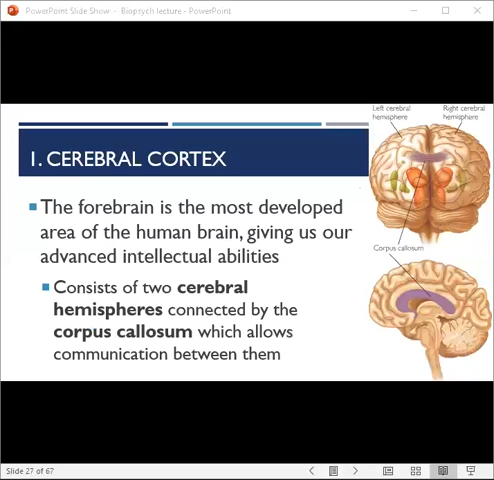 PowerPoint Slide Show - Biopsych lecture - PowerPoint
Left cerebral
hemisphere
Right cerebral
hemisphere
1. CEREBRAL CORTEX
The forebrain is the most developed
area of the human brain, giving us our
advanced intellectual abilities
Consists of two cerebral
hemispheres connected by the
corpus callosum which allows
communication between them
Corpus callosum
Slide 27 of 67